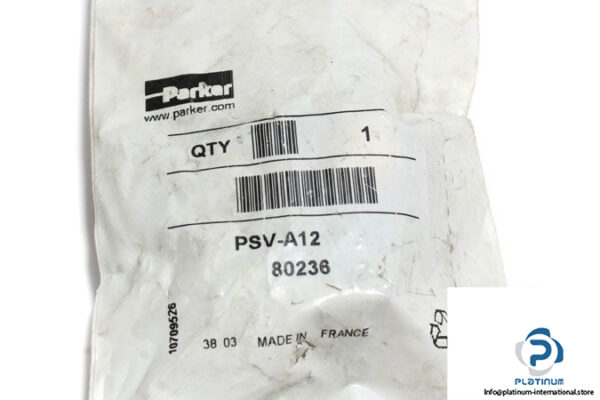 Parker
www.parker.com
QTY 1
PSV-A12
80236
10709526
38 03 MADE IN FRANCE
PLATINUM
Info@platinum-international.store